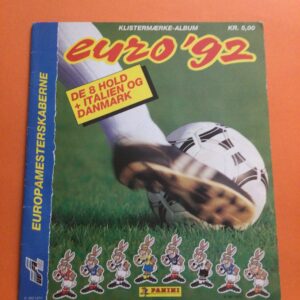 KLISTERMÆRKE-ALBUM KR. 5,00
euro '92
DE 8 HOLD
+ ITALIEN OG
DANMARK
EUROPAMESTERSKABERNE
PANINI